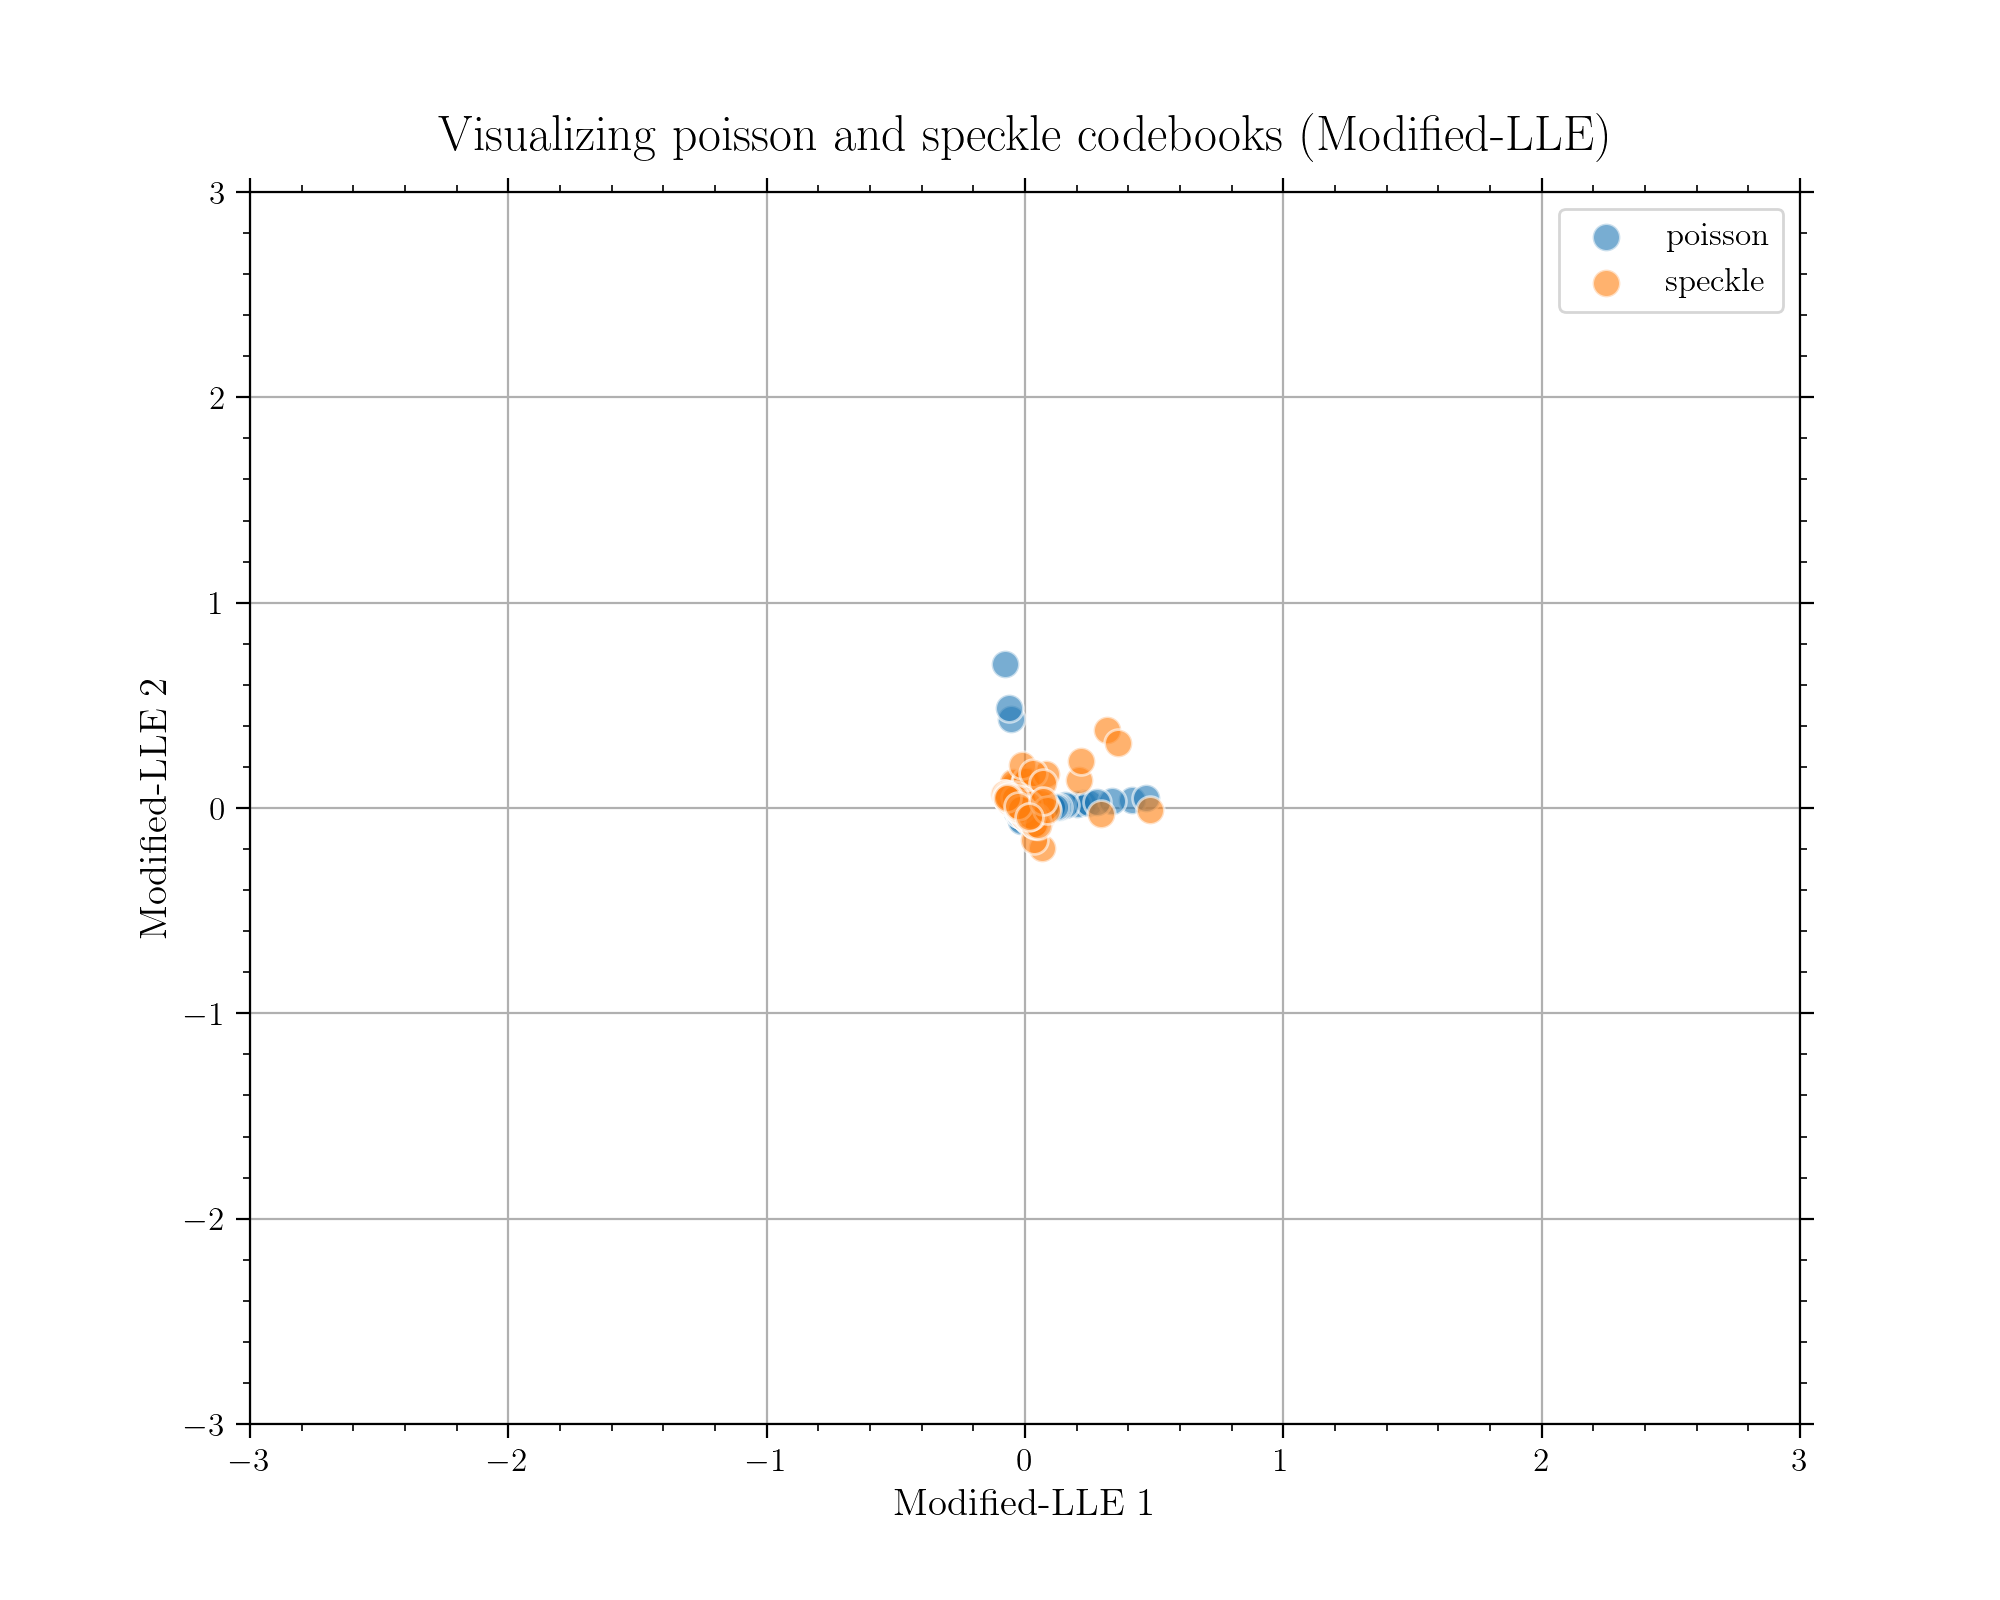 Visualizing poisson and speckle codebooks (Modified-LLE)
poisson
speckle
3
2
1
0
−1
−2
−3
Modified-LLE 2
−3
−2
−1
0
1
2
3
Modified-LLE 1